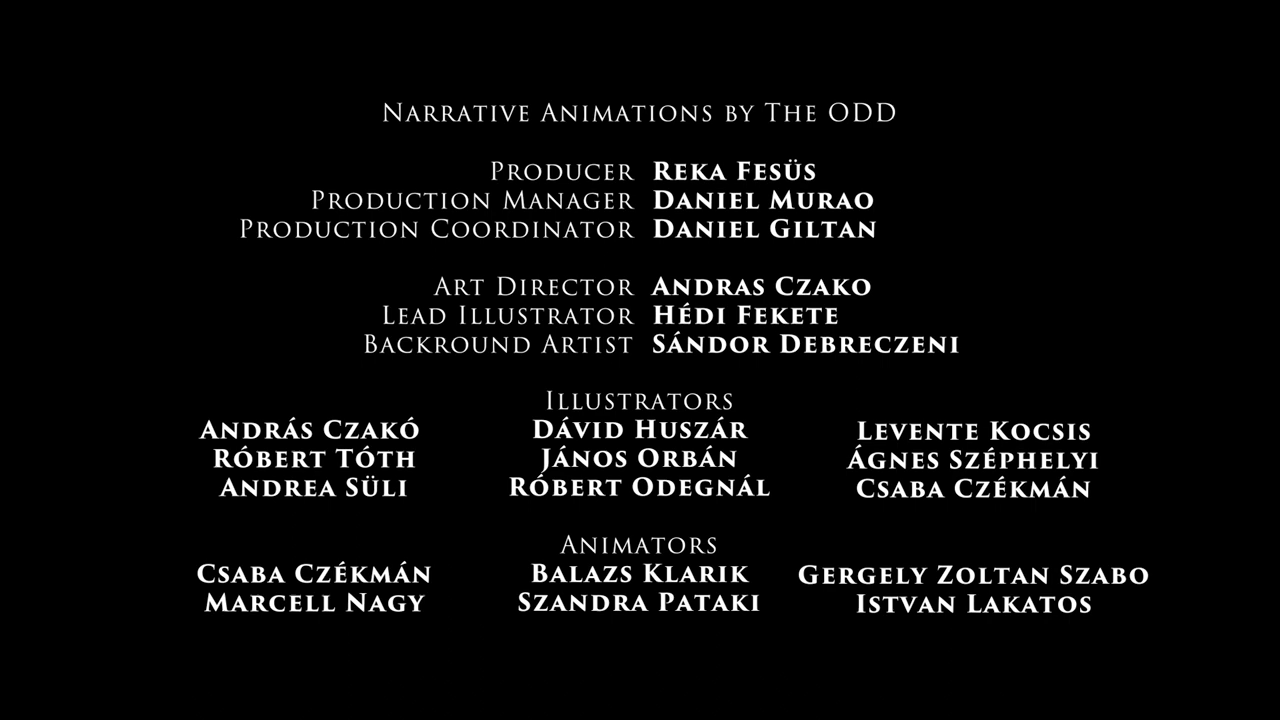 Narrative Animations by The ODD
Producer Reka Fesüs
Production Manager Daniel Murao
Production Coordinator Daniel Giltan
Art Director Andras Czako
Lead Illustrator Hédi Fekete
Backround Artist Sándor Debreczeni
Illustrators
András Czakó Dávid Huszár Levente Kocsis
Róbert Tóth János Orbán Ágnes Széphelyi
Andrea Süli Róbert Odegnál Csaba Czékmán
Animators
Csaba Czékmán Balazs Klarik Gergely Zoltan Szabo
Marcell Nagy Szandra Pataki Istvan Lakatos